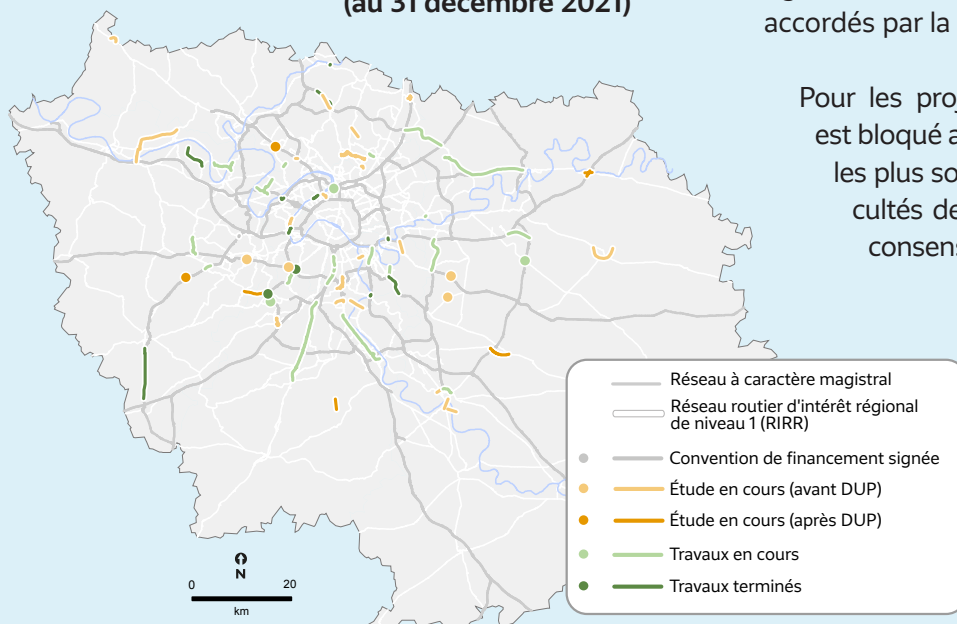 (au 31 décembre 2021)
accordés par la
Pour les proj
est bloqué a
les plus so
cultés de
consens
Réseau à caractère magistral
Réseau routier d'intérêt régional
de niveau 1 (RIRR)
Convention de financement signée
Étude en cours (avant DUP)
Étude en cours (après DUP)
Travaux en cours
Travaux terminés
N
0 20
km